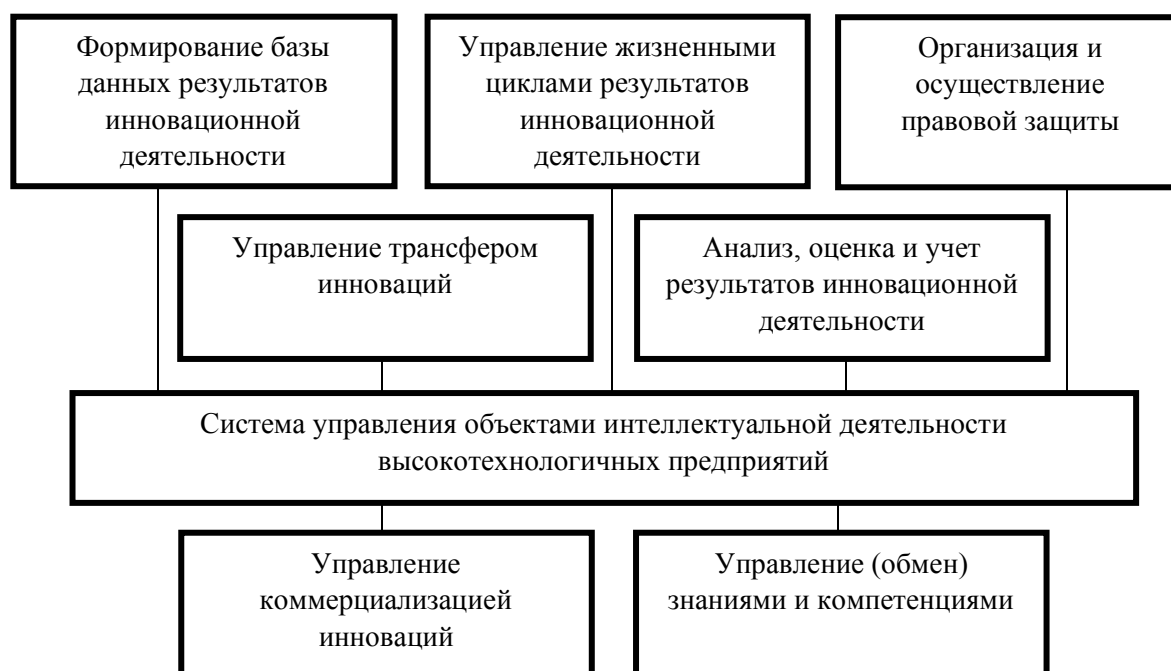 Формирование базы
данных результатов
инновационной
деятельности
Управление жизненными
циклами результатов
инновационной
деятельности
Организация и
осуществление
правовой защиты
Управление трансфером
инноваций
Анализ, оценка и учет
результатов инновационной
деятельности
Система управления объектами интеллектуальной деятельности
высокотехнологичных предприятий
Управление
коммерциализацией
инноваций
Управление (обмен)
знаниями и компетенциями